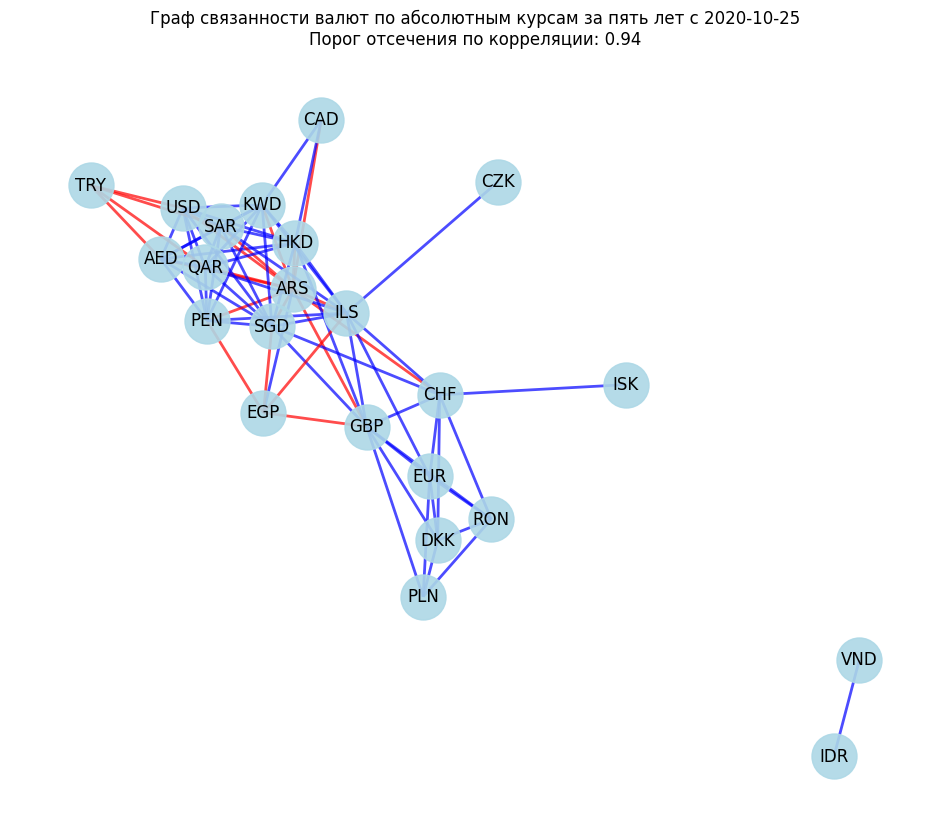 Граф связанности валют по абсолютным курсам за пять лет с 2020-10-25
Порог отсечения по корреляции: 0.94
CAD
CZK
TRY
USD
KWD
SAR
HKD
AED
QAR
ARS
ILS
PEN
SGD
ISK
CHF
EGP
GBP
EUR
RON
DKK
PLN
VND
IDR